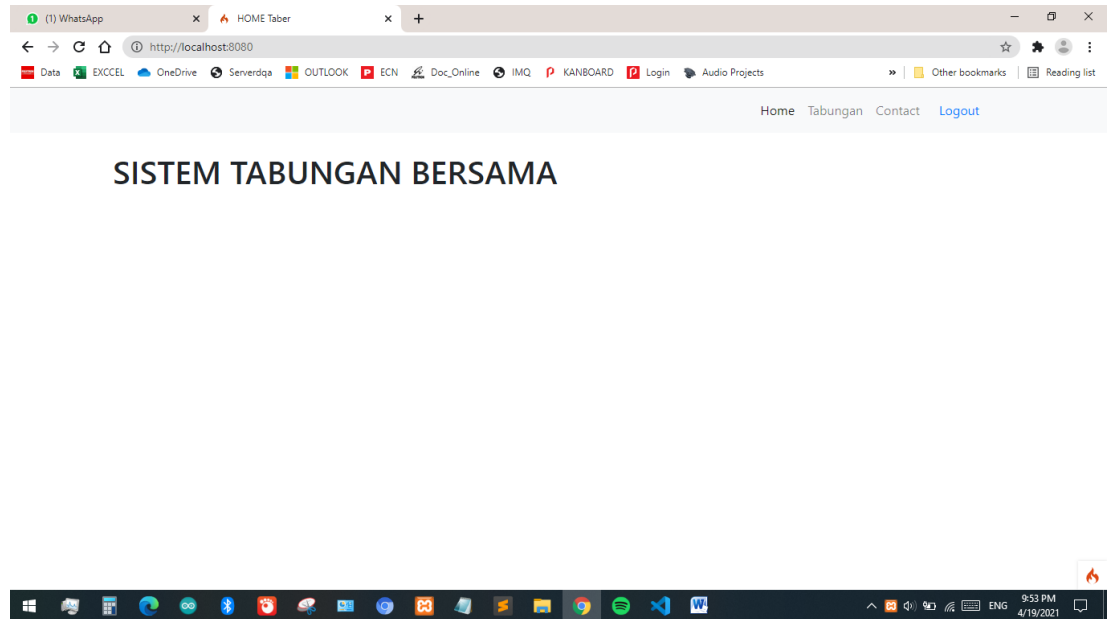 (1) WhatsApp
HOME Taber
http://localhost:8080
Data EXCCEL OneDrive Serverdqa OUTLOOK ECN Doc_Online IMQ KANBOARD Login Audio Projects » Other bookmarks Reading list
Home Tabungan Contact Logout
SISTEM TABUNGAN BERSAMA
ENG 9:53 PM
4/19/2021